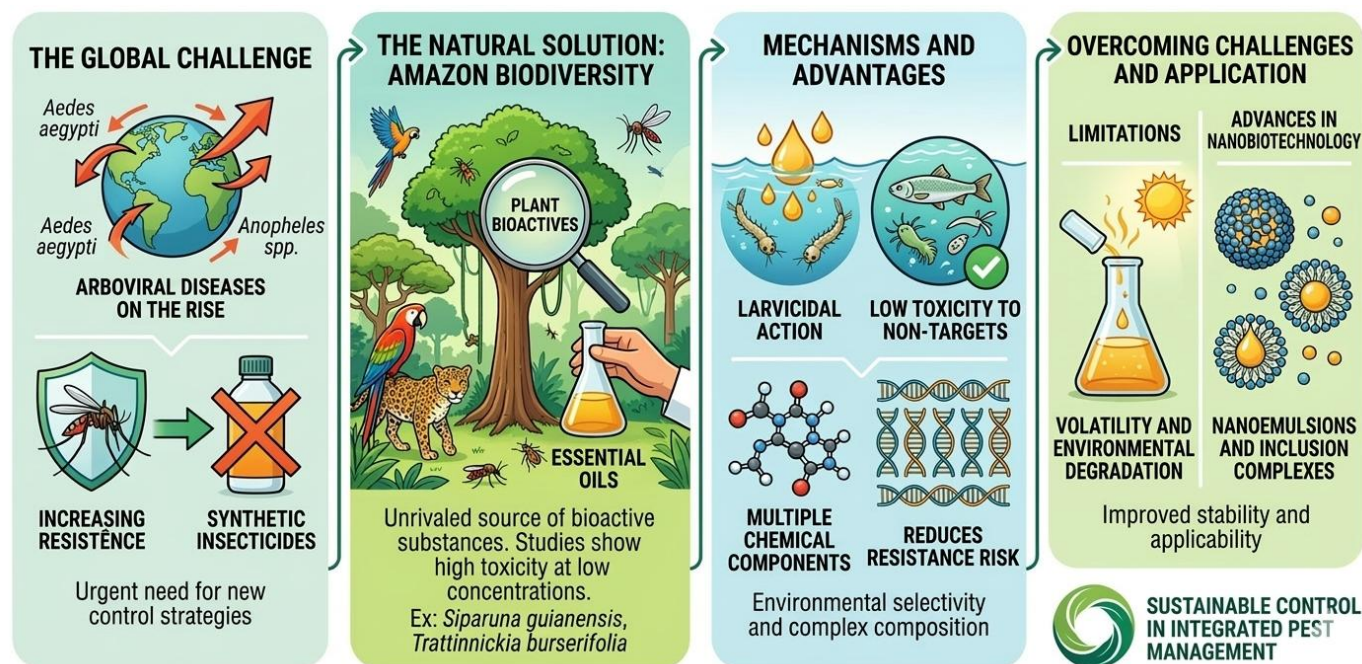 THE GLOBAL CHALLENGE
Aedes
aegypti
Aedes
aegypti
Anopheles
spp.
ARBOVIRAL DISEASES
ON THE RISE
INCREASING
RESISTÊNCE
SYNTHETIC
INSECTICIDES
Urgent need for new
control strategies
THE NATURAL SOLUTION:
AMAZON BIODIVERSITY
PLANT
BIOACTIVES
ESSENTIAL
OILS
Unrivaled source of bioactive
substances. Studies show
high toxicity at low
concentrations.
Ex: Siparuna guianensis,
Trattinnickia burserifolia
MECHANISMS AND
ADVANTAGES
LARVICIDAL
ACTION
LOW TOXICITY TO
NON-TARGETS
MULTIPLE
CHEMICAL
COMPONENTS
REDUCES
RESISTANCE RISK
Environmental selectivity
and complex composition
OVERCOMING CHALLENGES
AND APPLICATION
LIMITATIONS
ADVANCES IN
NANOBIOTECHNOLOGY
VOLATILITY AND
ENVIRONMENTAL
DEGRADATION
NANOEMULSIONS
AND INCLUSION
COMPLEXES
Improved stability and
applicability
SUSTAINABLE CONTROL
IN INTEGRATED PEST
MANAGEMENT